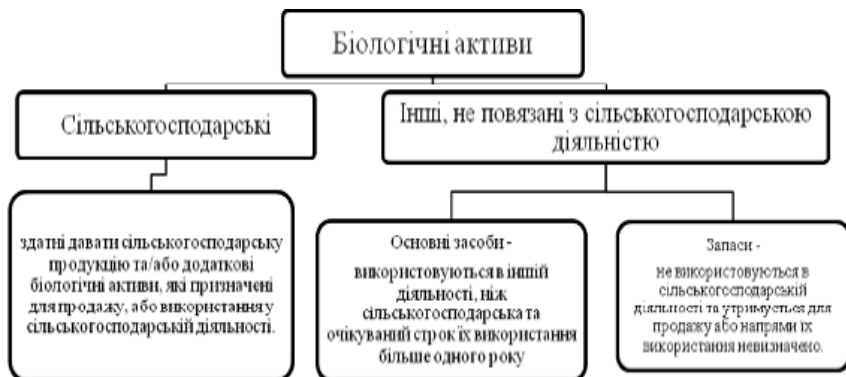 Біологічні активи
Сільськогосподарські
Інші, не повязані з сільськогосподарською
діяльністю
здатні давати сільськогосподарську
продукцію та/або додаткові
біологічні активи, які призначені
для продажу, або використання у
сільськогосподарській діяльності.
Основні засоби -
використовуються в іншій
діяльності, ніж
сільськогосподарська та
очікуваний строк їх використання
більше одного року
Запаси -
не використовуються в
сільськогосподарській
діяльності та утримується для
продажу або напрями їх
використання невизначено.